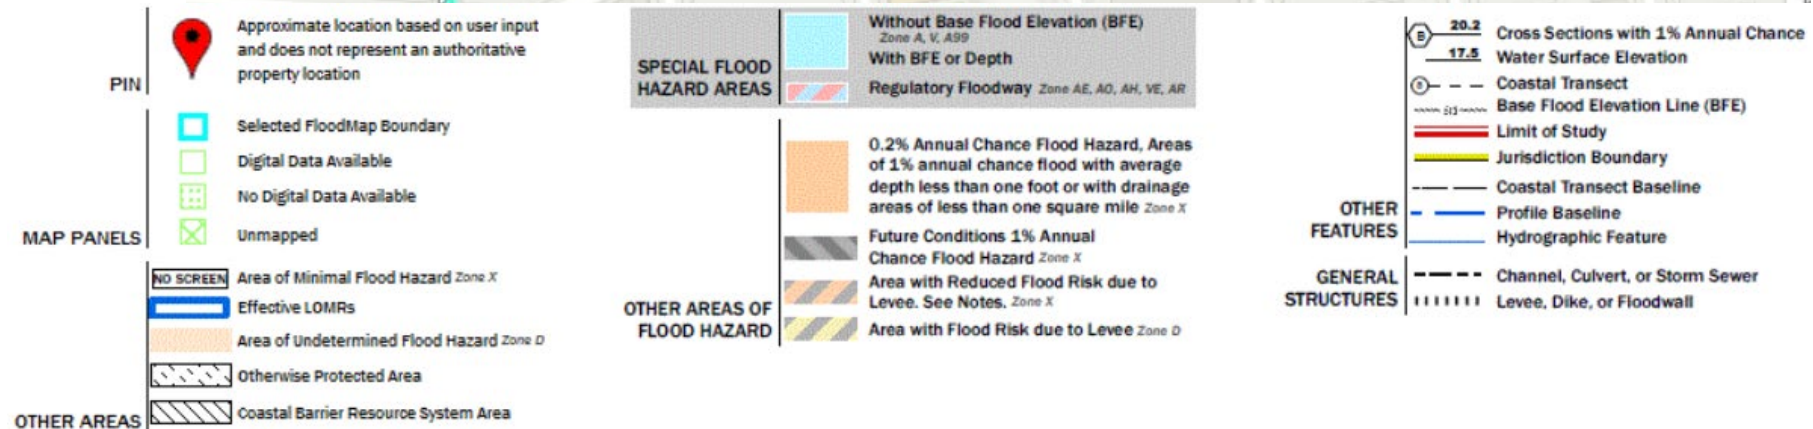 PIN
Approximate location based on user input
and does not represent an authoritative
property location
MAP PANELS
Selected FloodMap Boundary
Digital Data Available
No Digital Data Available
Unmapped
OTHER AREAS
NO SCREEN Area of Minimal Flood Hazard Zone X
Effective LOMRs
Area of Undetermined Flood Hazard Zone D
Otherwise Protected Area
Coastal Barrier Resource System Area
SPECIAL FLOOD
HAZARD AREAS
Without Base Flood Elevation (BFE)
Zone A, V, A99
With BFE or Depth
Regulatory Floodway Zone AE, AO, AH, VE, AR
OTHER AREAS OF
FLOOD HAZARD
0.2% Annual Chance Flood Hazard, Areas
of 1% annual chance flood with average
depth less than one foot or with drainage
areas of less than one square mile Zone X
Future Conditions 1% Annual
Chance Flood Hazard Zone X
Area with Reduced Flood Risk due to
Levee. See Notes. Zone X
Area with Flood Risk due to Levee Zone D
OTHER
FEATURES
B 20.2 Cross Sections with 1% Annual Chance
17.5 Water Surface Elevation
Coastal Transect
Base Flood Elevation Line (BFE)
Limit of Study
Jurisdiction Boundary
Coastal Transect Baseline
Profile Baseline
Hydrographic Feature
GENERAL
STRUCTURES
Channel, Culvert, or Storm Sewer
Levee, Dike, or Floodwall